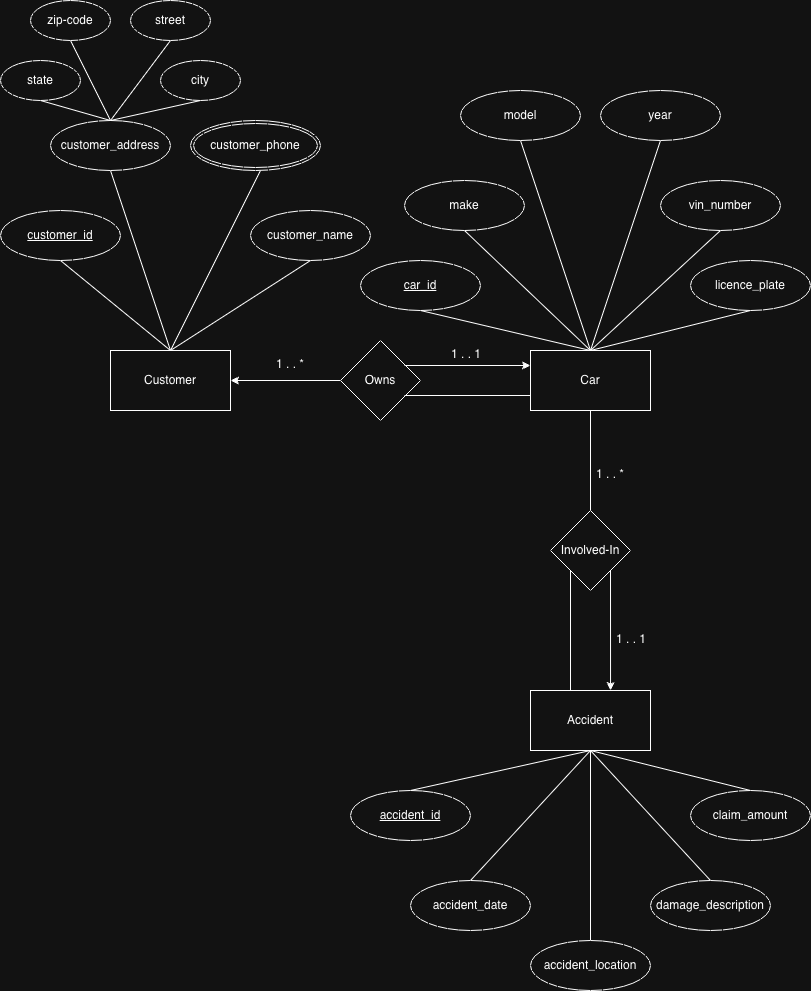 zip-code
street
state
city
customer_address
customer_phone
customer_id
customer_name
model
year
make
vin_number
car_id
licence_plate
Customer
1 . . *
Owns
1 . . 1
Car
1 . . *
Involved-In
1 . . 1
Accident
accident_id
claim_amount
accident_date
damage_description
accident_location